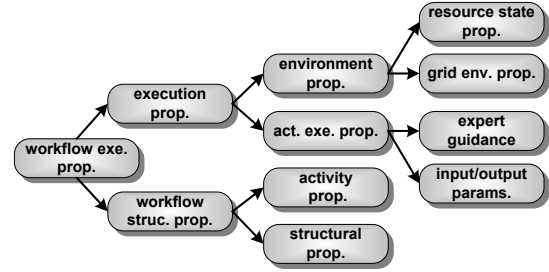 workflow exe.
prop.
execution
prop.
workflow
struc. prop.
environment
prop.
act. exe. prop.
activity
prop.
structural
prop.
resource state
prop.
grid env. prop.
expert
guidance
input/output
params.